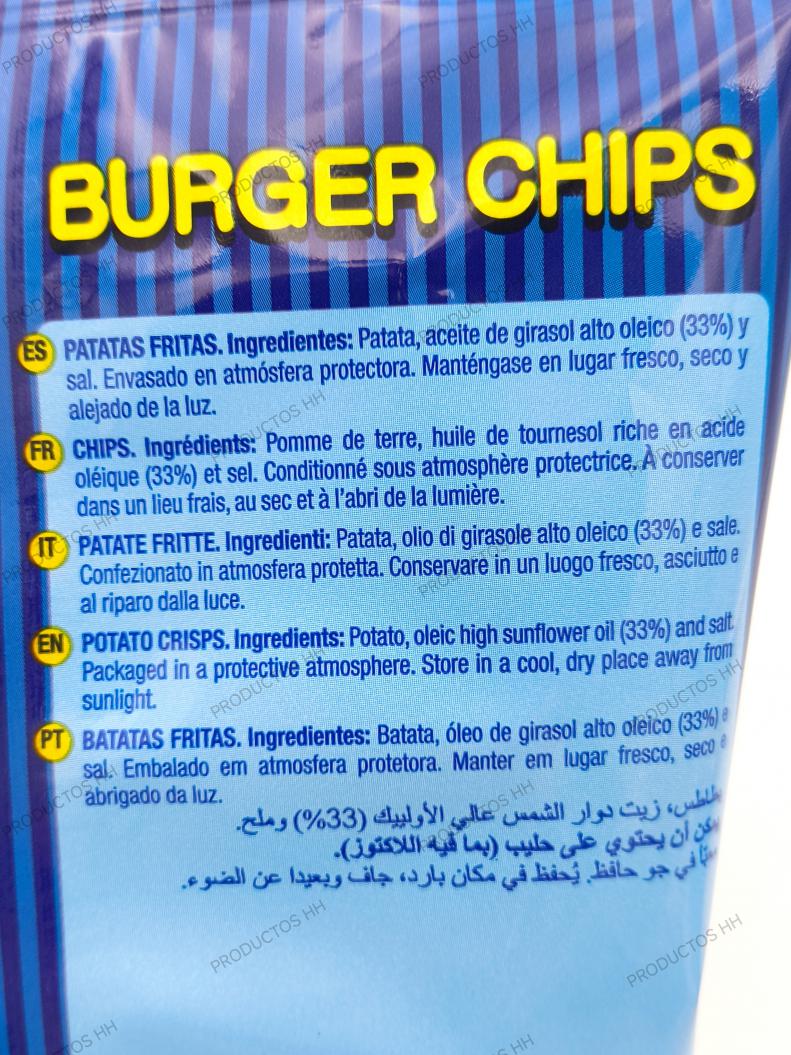 BURGER CHIPS
ES PATATAS FRITAS. Ingredientes: Patata, aceite de girasol alto oleico (33%) y
sal. Envasado en atmósfera protectora. Manténgase en lugar fresco, seco y
alejado de la luz.
FR CHIPS. Ingrédients: Pomme de terre, huile de tournesol riche en acide
oléique (33%) et sel. Conditionné sous atmosphère protectrice. À conserver
dans un lieu frais, au sec et à l'abri de la lumière.
IT PATATE FRITTE. Ingredienti: Patata, olio di girasole alto oleico (33%) e sale.
Confezionato in atmosfera protetta. Conservare in un luogo fresco, asciutto e
al riparo dalla luce.
EN POTATO CRISPS. Ingredients: Potato, oleic high sunflower oil (33%) and salt.
Packaged in a protective atmosphere. Store in a cool, dry place away from
sunlight.
PT BATATAS FRITAS. Ingredientes: Batata, óleo de girasol alto oleico (33%) e
sal. Embalado em atmosfera protetora. Manter em lugar fresco, seco e
abrigado da luz.
زيت دوار الشمس عالي الأولييك (33%) وملح.
أن يحتوي على حليب (بما فيه اللاكتوز).
في جو حافظ. يُحفظ في مكان بارد، جاف وبعيدا عن الضوء.
PRODUCTOS HH